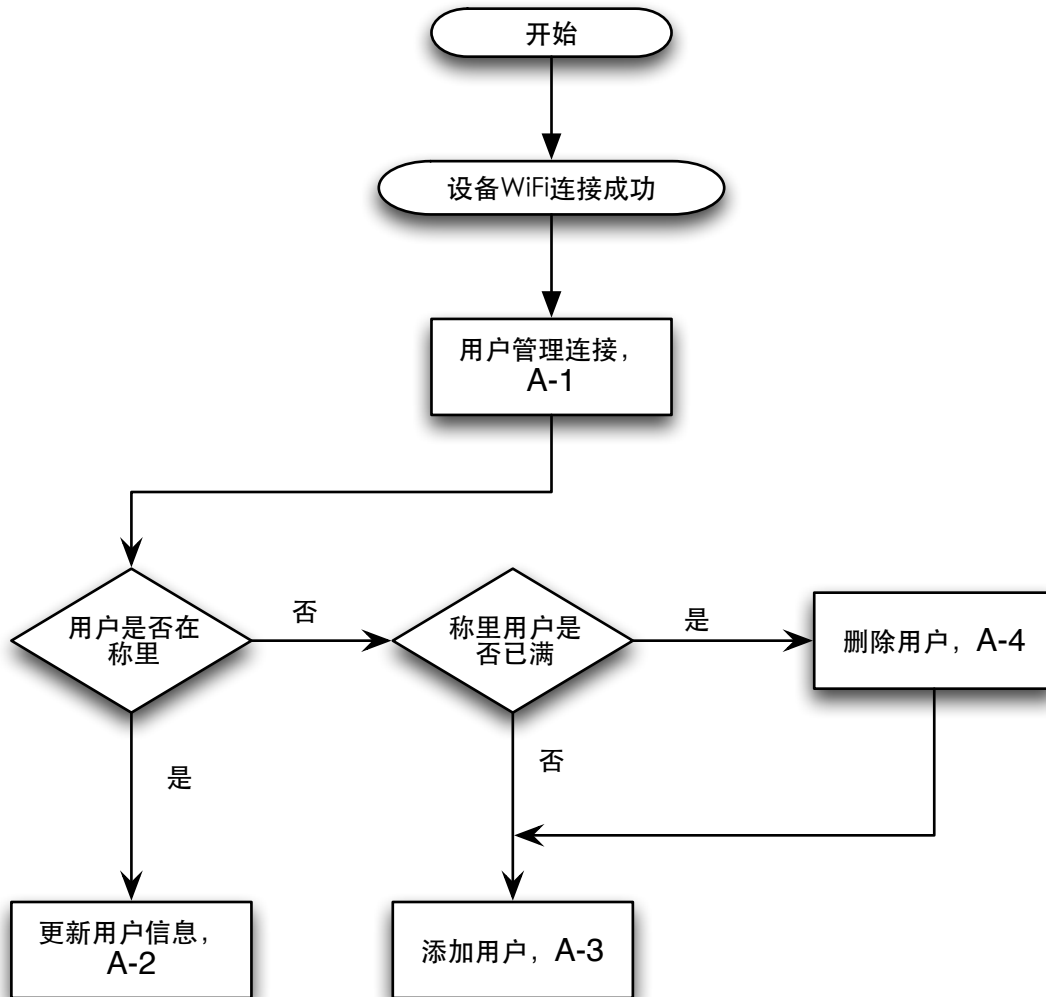 开始
设备WiFi连接成功
用户管理连接，
A-1
用户是否在
称里
否
称里用户是
否已满
是
删除用户，A-4
是
否
更新用户信息，
A-2
添加用户，A-3